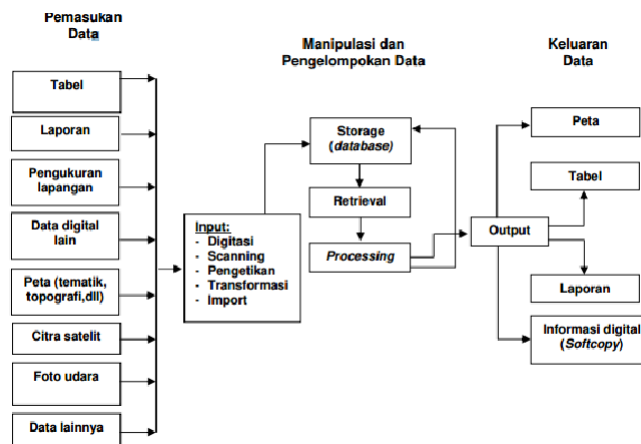 Pemasukan
Data
Tabel
Laporan
Pengukuran
lapangan
Data digital
lain
Peta (tematik,
topografi,dll)
Citra satelit
Foto udara
Data lainnya
Input:
- Digitasi
- Scanning
- Pengetikan
- Transformasi
- Import
Manipulasi dan
Pengelompokan Data
Storage
(database)
Retrieval
Processing
Keluaran
Data
Output
Peta
Tabel
Laporan
Informasi digital
(Softcopy)